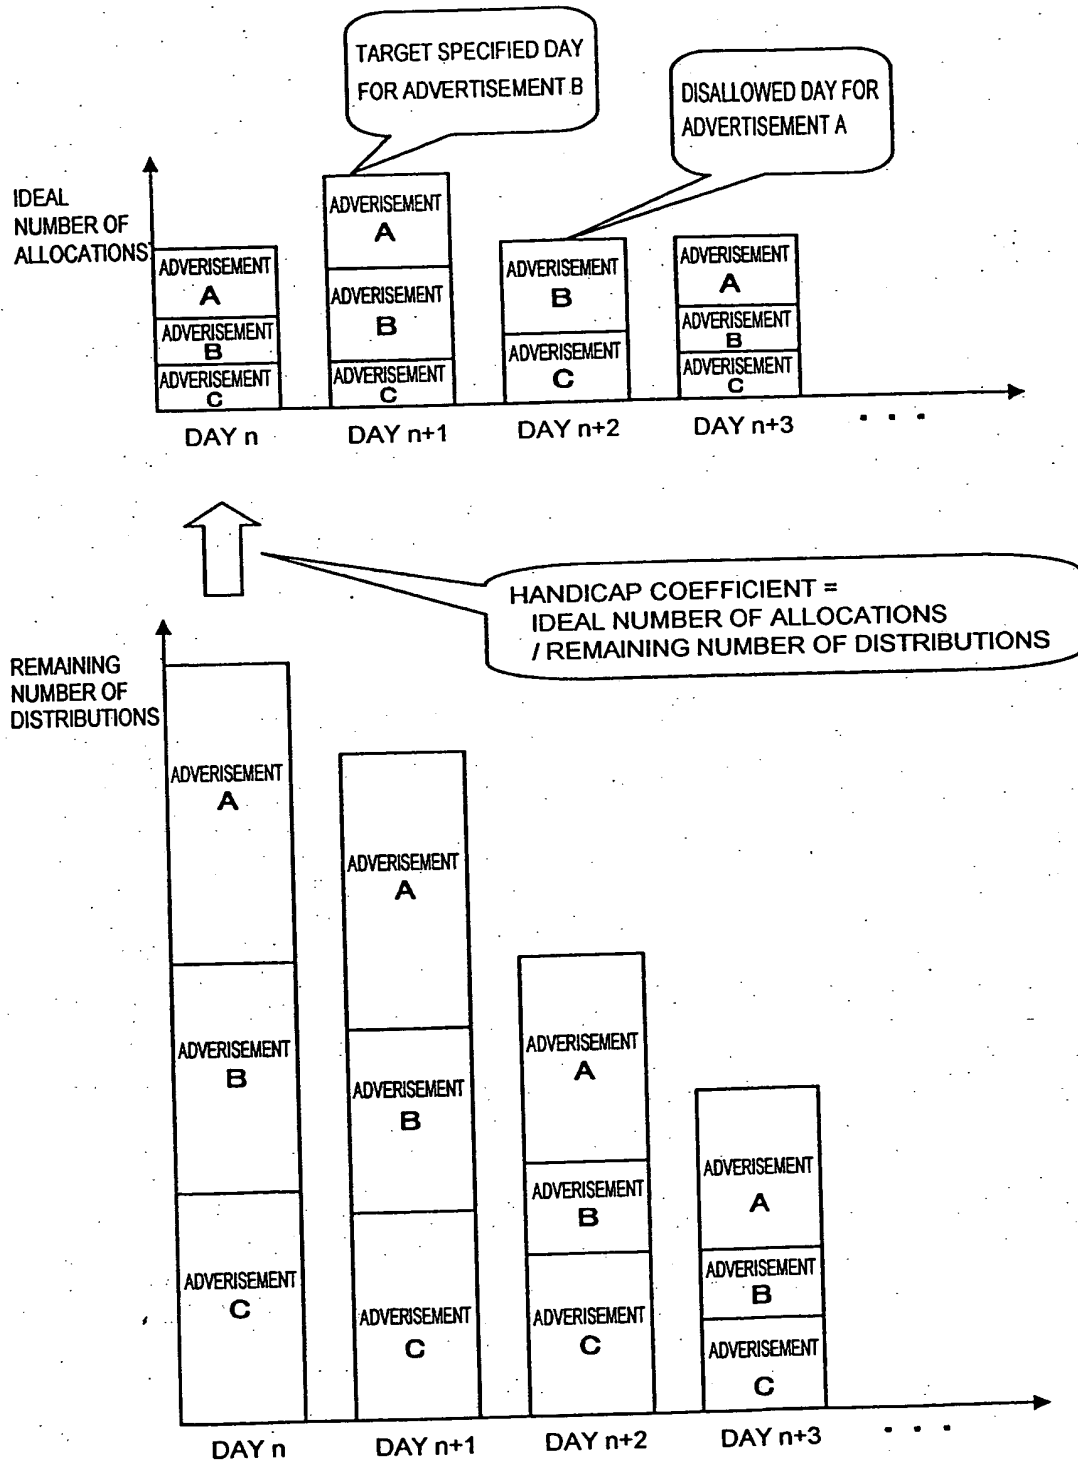 TARGET SPECIFIED DAY
FOR ADVERTISEMENT B
DISALLOWED DAY FOR
ADVERTISEMENT A
IDEAL
NUMBER OF
ALLOCATIONS
ADVERISEMENT
A
ADVERISEMENT
B
ADVERISEMENT
C
ADVERISEMENT
A
ADVERISEMENT
B
ADVERISEMENT
C
ADVERISEMENT
B
ADVERISEMENT
C
ADVERISEMENT
A
ADVERISEMENT
B
ADVERISEMENT
C
DAY n
DAY n+1
DAY n+2
DAY n+3
. . .
HANDICAP COEFFICIENT =
IDEAL NUMBER OF ALLOCATIONS
/ REMAINING NUMBER OF DISTRIBUTIONS
REMAINING
NUMBER OF
DISTRIBUTIONS
ADVERISEMENT
A
ADVERISEMENT
B
ADVERISEMENT
C
ADVERISEMENT
A
ADVERISEMENT
B
ADVERISEMENT
C
ADVERISEMENT
A
ADVERISEMENT
B
ADVERISEMENT
C
ADVERISEMENT
A
ADVERISEMENT
B
ADVERISEMENT
C
DAY n
DAY n+1
DAY n+2
DAY n+3
. . .